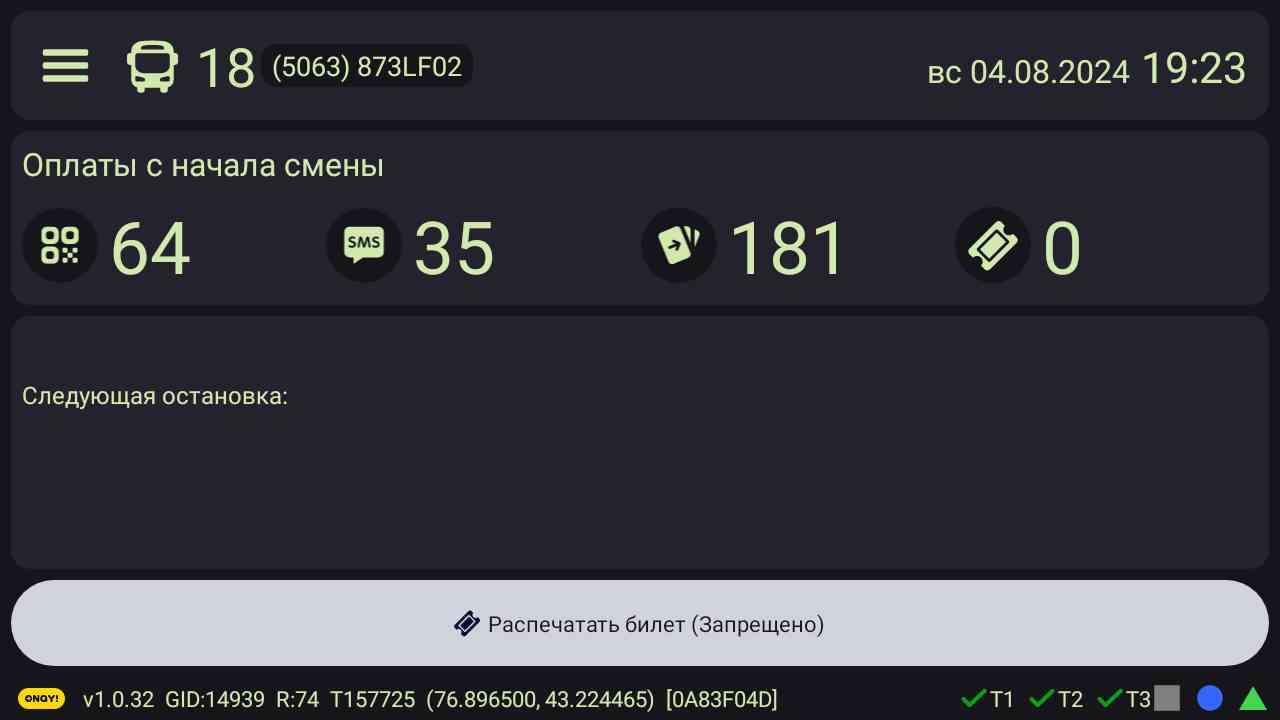 18 (5063) 873LF02 вс 04.08.2024 19:23
Оплаты с начала смены
64 SMS 35 181 0
Следующая остановка:
Распечатать билет (Запрещено)
ONAY! v1.0.32 GID:14939 R:74 T157725 (76.896500, 43.224465) [0A83F04D] T1 T2 T3